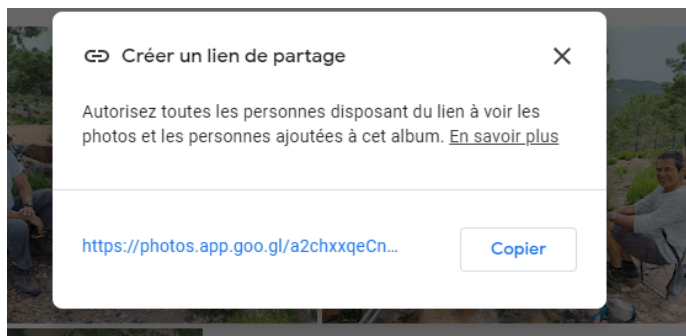 Créer un lien de partage
Autorisez toutes les personnes disposant du lien à voir les
photos et les personnes ajoutées à cet album. En savoir plus
https://photos.app.goo.gl/a2chxxqeCn...
Copier